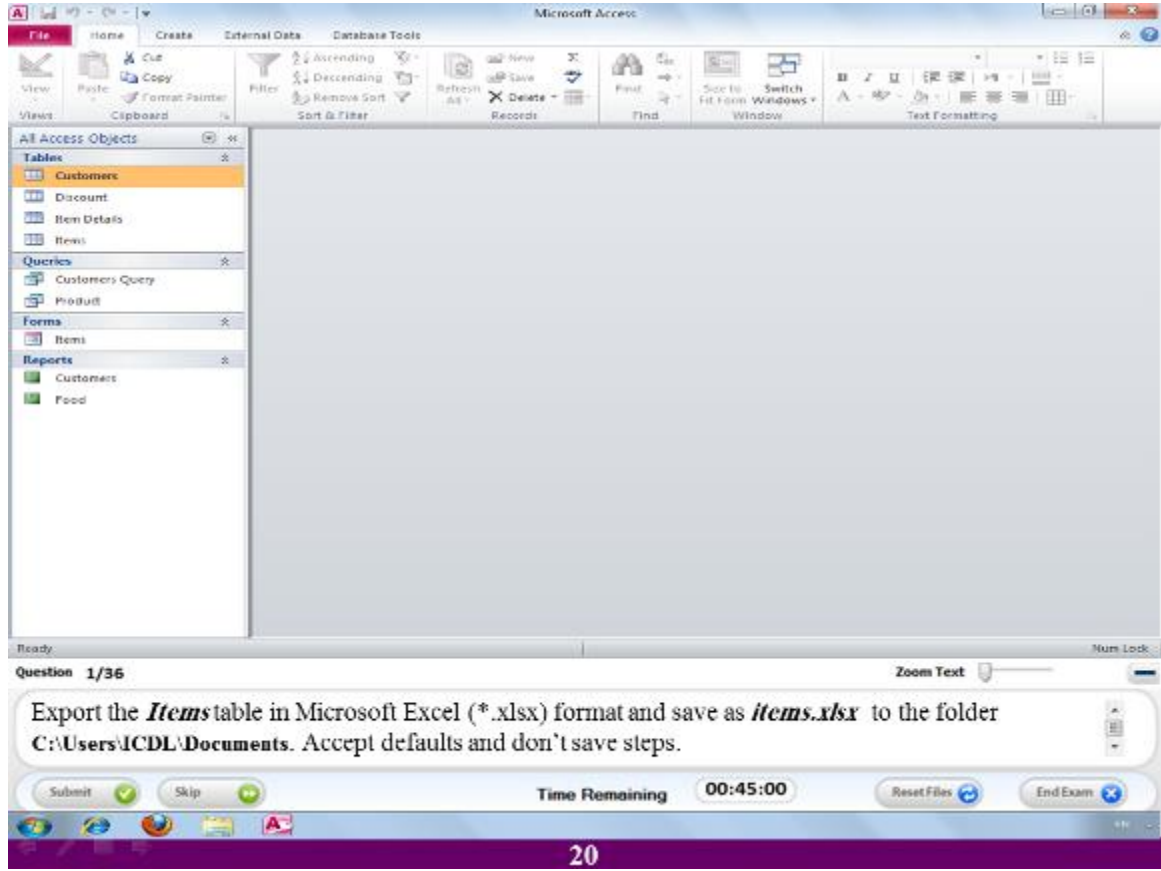 Microsoft Access
File Home Create External Data Database Tools
View Paste Cut Copy Format Painter
Filter Ascending Descending Remove Sort
Refresh All New Save Delete
Find
Size to Fit Form Switch Windows
Views Clipboard Sort & Filter Records Find Window Text Formatting
All Access Objects
Tables
Customers
Discount
Item Details
Items
Queries
Customers Query
Product
Forms
Items
Reports
Customers
Food
Ready Num Lock
Question 1/36 Zoom Text
Export the Items table in Microsoft Excel (*.xlsx) format and save as items.xlsx to the folder
C:\Users\ICDL\Documents. Accept defaults and don't save steps.
Submit Skip Time Remaining 00:45:00 Reset Files End Exam
20